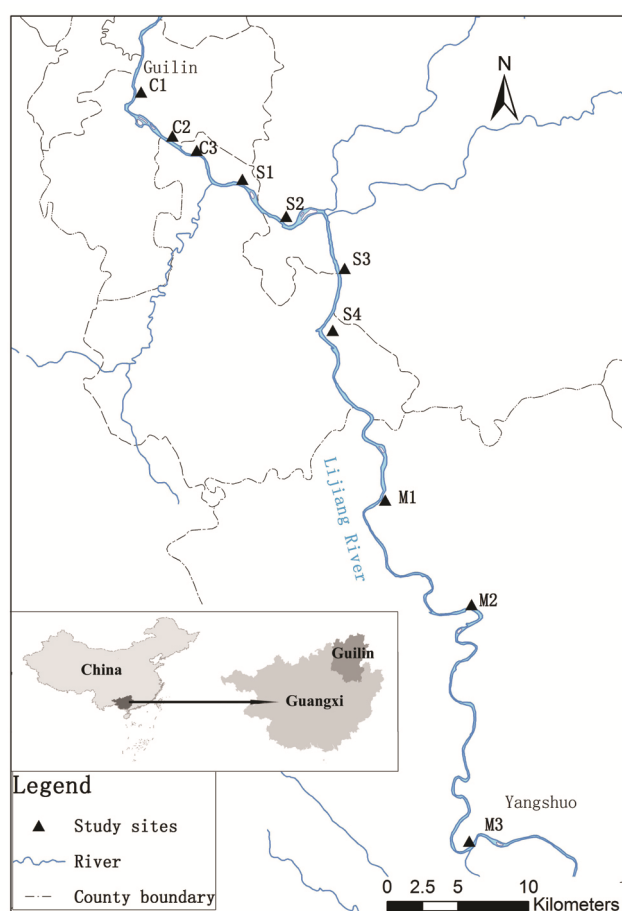 Guilin
N
C1
C2
C3
S1
S2
S3
S4
Lijiang River
M1
M2
China
Guilin
Guangxi
Legend
Study sites
River
County boundary
Yangshuo
M3
0 2.5 5 10
Kilometers